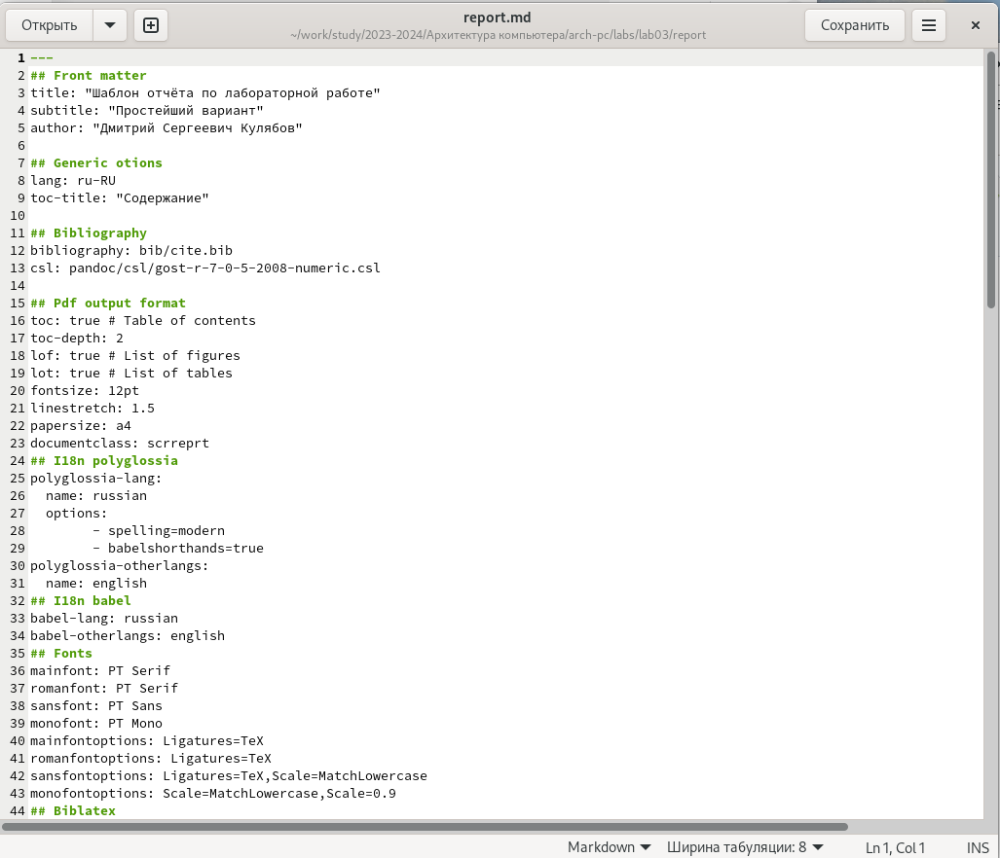 Открыть
report.md
~/work/study/2023-2024/Архитектура компьютера/arch-pc/labs/lab03/report
Сохранить
1 ---
2 ## Front matter
3 title: "Шаблон отчёта по лабораторной работе"
4 subtitle: "Простейший вариант"
5 author: "Дмитрий Сергеевич Кулябов"
6
7 ## Generic otions
8 lang: ru-RU
9 toc-title: "Содержание"
10
11 ## Bibliography
12 bibliography: bib/cite.bib
13 csl: pandoc/csl/gost-r-7-0-5-2008-numeric.csl
14
15 ## Pdf output format
16 toc: true # Table of contents
17 toc-depth: 2
18 lof: true # List of figures
19 lot: true # List of tables
20 fontsize: 12pt
21 linestretch: 1.5
22 papersize: a4
23 documentclass: scrreprt
24 ## I18n polyglossia
25 polyglossia-lang:
26   name: russian
27   options:
28         - spelling=modern
29         - babelshorthands=true
30 polyglossia-otherlangs:
31   name: english
32 ## I18n babel
33 babel-lang: russian
34 babel-otherlangs: english
35 ## Fonts
36 mainfont: PT Serif
37 romanfont: PT Serif
38 sansfont: PT Sans
39 monofont: PT Mono
40 mainfontoptions: Ligatures=TeX
41 romanfontoptions: Ligatures=TeX
42 sansfontoptions: Ligatures=TeX,Scale=MatchLowercase
43 monofontoptions: Scale=MatchLowercase,Scale=0.9
44 ## Biblatex
Markdown Ширина табуляции: 8 Ln 1, Col 1 INS